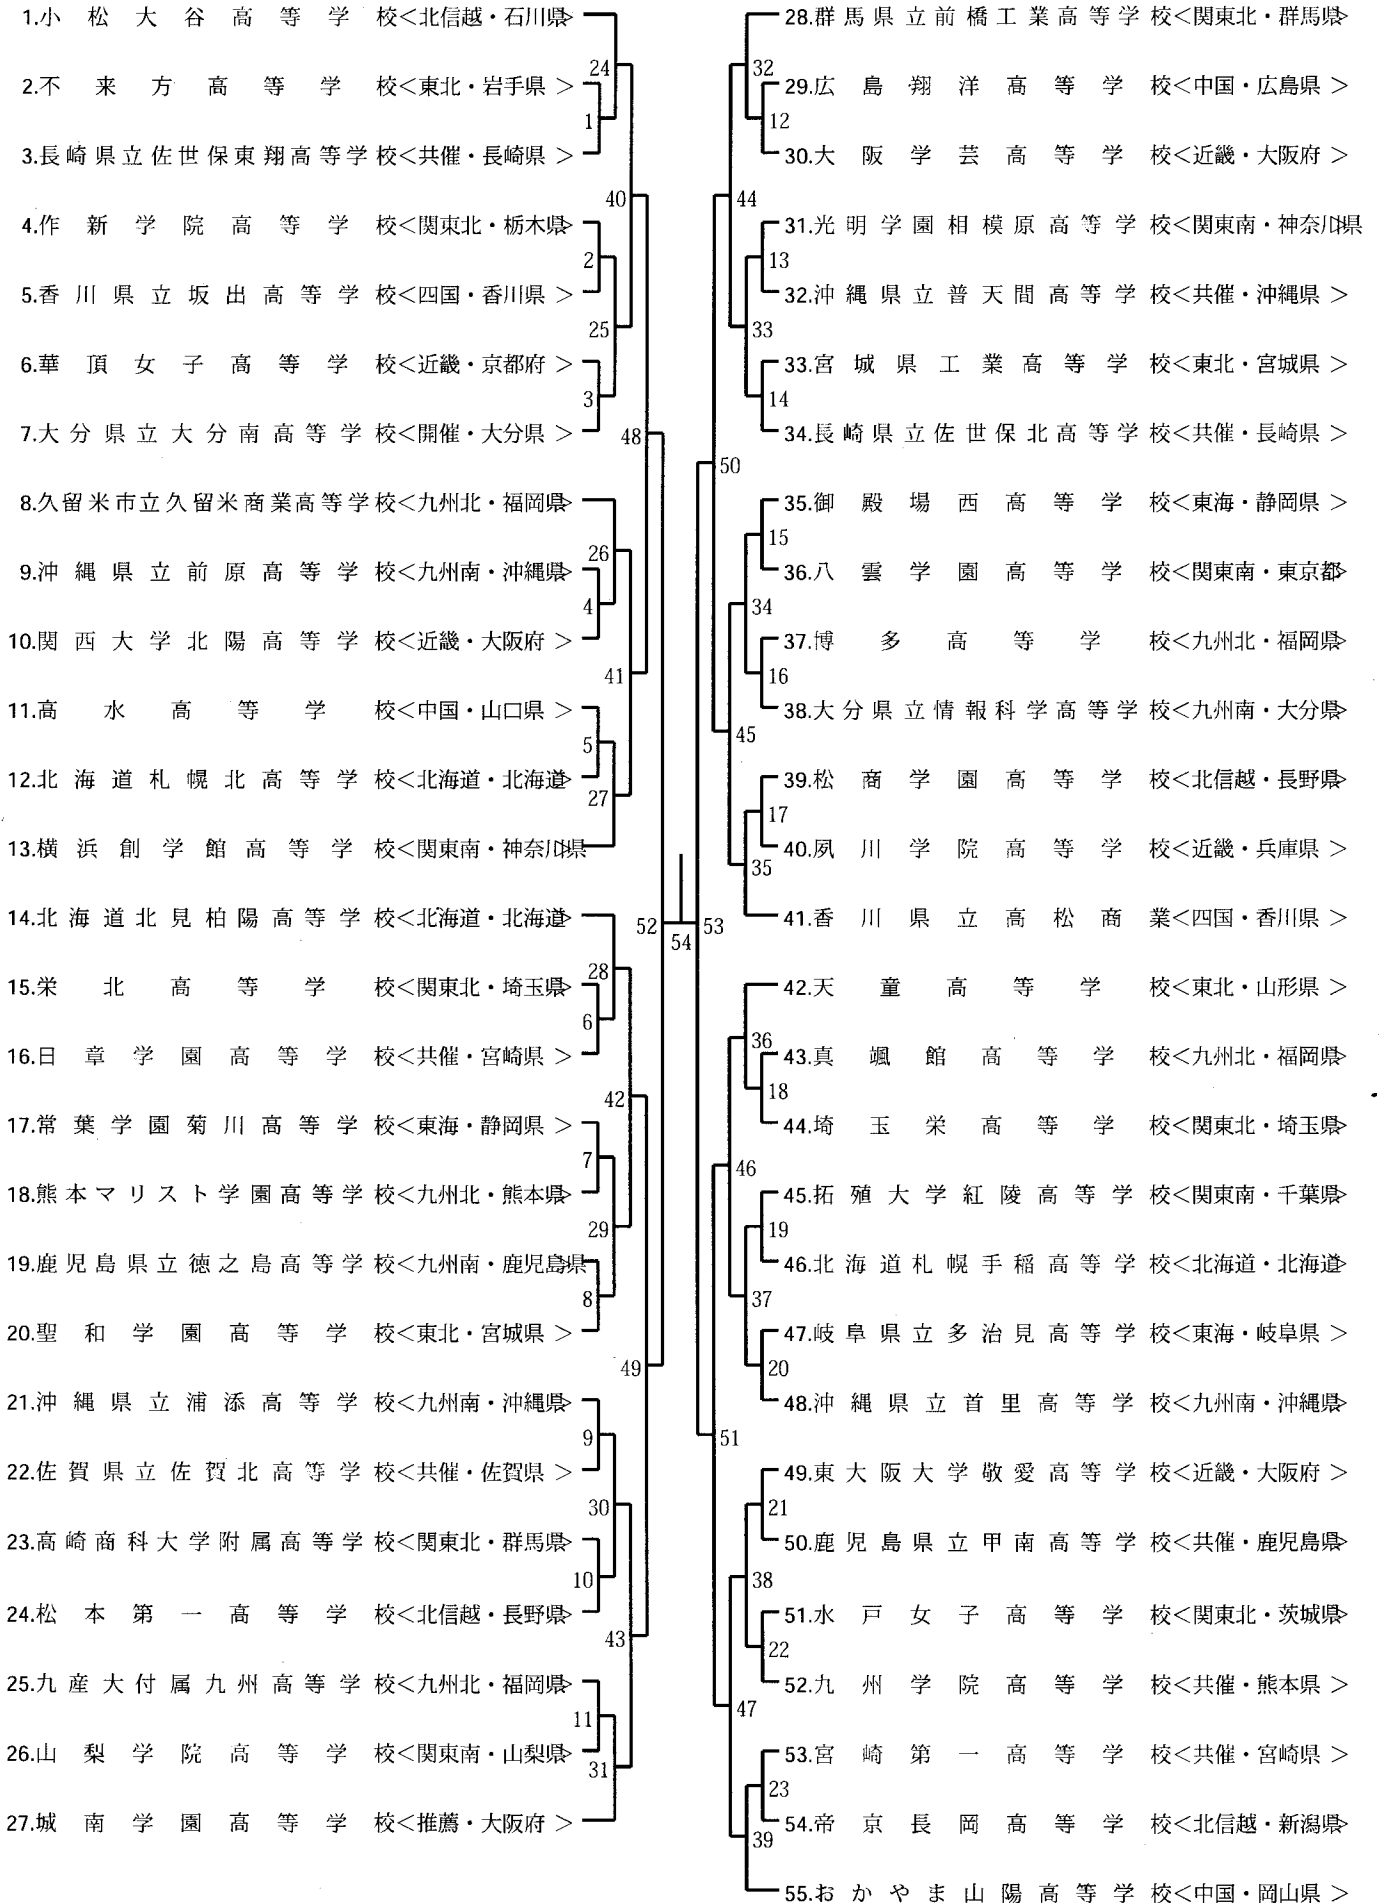 1.小松大谷高等学校<北信越・石川県>
2.不来方高等学校<東北・岩手県>
3.長崎県立佐世保東翔高等学校<共催・長崎県>
4.作新学院高等学校<関東北・栃木県>
5.香川県立坂出高等学校<四国・香川県>
6.華頂女子高等学校<近畿・京都府>
7.大分県立大分南高等学校<開催・大分県>
8.久留米市立久留米商業高等学校<九州北・福岡県>
9.沖縄県立前原高等学校<九州南・沖縄県>
10.関西大学北陽高等学校<近畿・大阪府>
11.高水高等学校<中国・山口県>
12.北海道札幌北高等学校<北海道・北海道>
13.横浜創学館高等学校<関東南・神奈川県>
14.北海道北見柏陽高等学校<北海道・北海道>
15.栄北高等学校<関東北・埼玉県>
16.日章学園高等学校<共催・宮崎県>
17.常葉学園菊川高等学校<東海・静岡県>
18.熊本マリスト学園高等学校<九州北・熊本県>
19.鹿児島県立徳之島高等学校<九州南・鹿児島県>
20.聖和学園高等学校<東北・宮城県>
21.沖縄県立浦添高等学校<九州南・沖縄県>
22.佐賀県立佐賀北高等学校<共催・佐賀県>
23.高崎商科大学附属高等学校<関東北・群馬県>
24.松本第一高等学校<北信越・長野県>
25.九産大付属九州高等学校<九州北・福岡県>
26.山梨学院高等学校<関東南・山梨県>
27.城南学園高等学校<推薦・大阪府>
24
1
40
2
25
3
48
26
4
41
5
27
52
28
6
42
7
29
8
49
9
30
10
43
11
31
54
53
32
12
44
13
33
14
50
15
34
16
45
17
35
36
18
46
19
37
20
51
21
38
22
47
23
39
28.群馬県立前橋工業高等学校<関東北・群馬県>
29.広島翔洋高等学校<中国・広島県>
30.大阪学芸高等学校<近畿・大阪府>
31.光明学園相模原高等学校<関東南・神奈川県>
32.沖縄県立普天間高等学校<共催・沖縄県>
33.宮城県工業高等学校<東北・宮城県>
34.長崎県立佐世保北高等学校<共催・長崎県>
35.御殿場西高等学校<東海・静岡県>
36.八雲学園高等学校<関東南・東京都>
37.博多高等学校<九州北・福岡県>
38.大分県立情報科学高等学校<九州南・大分県>
39.松商学園高等学校<北信越・長野県>
40.夙川学院高等学校<近畿・兵庫県>
41.香川県立高松商業<四国・香川県>
42.天童高等学校<東北・山形県>
43.真颯館高等学校<九州北・福岡県>
44.埼玉栄高等学校<関東北・埼玉県>
45.拓殖大学紅陵高等学校<関東南・千葉県>
46.北海道札幌手稲高等学校<北海道・北海道>
47.岐阜県立多治見高等学校<東海・岐阜県>
48.沖縄県立首里高等学校<九州南・沖縄県>
49.東大阪大学敬愛高等学校<近畿・大阪府>
50.鹿児島県立甲南高等学校<共催・鹿児島県>
51.水戸女子高等学校<関東北・茨城県>
52.九州学院高等学校<共催・熊本県>
53.宮崎第一高等学校<共催・宮崎県>
54.帝京長岡高等学校<北信越・新潟県>
55.おかやま山陽高等学校<中国・岡山県>